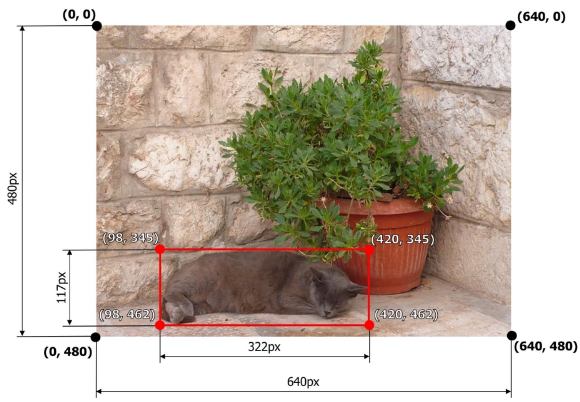 (0, 0)
(640, 0)
480px
(98, 345)
(420, 345)
117px
(98, 462)
(420, 462)
(0, 480)
322px
(640, 480)
640px